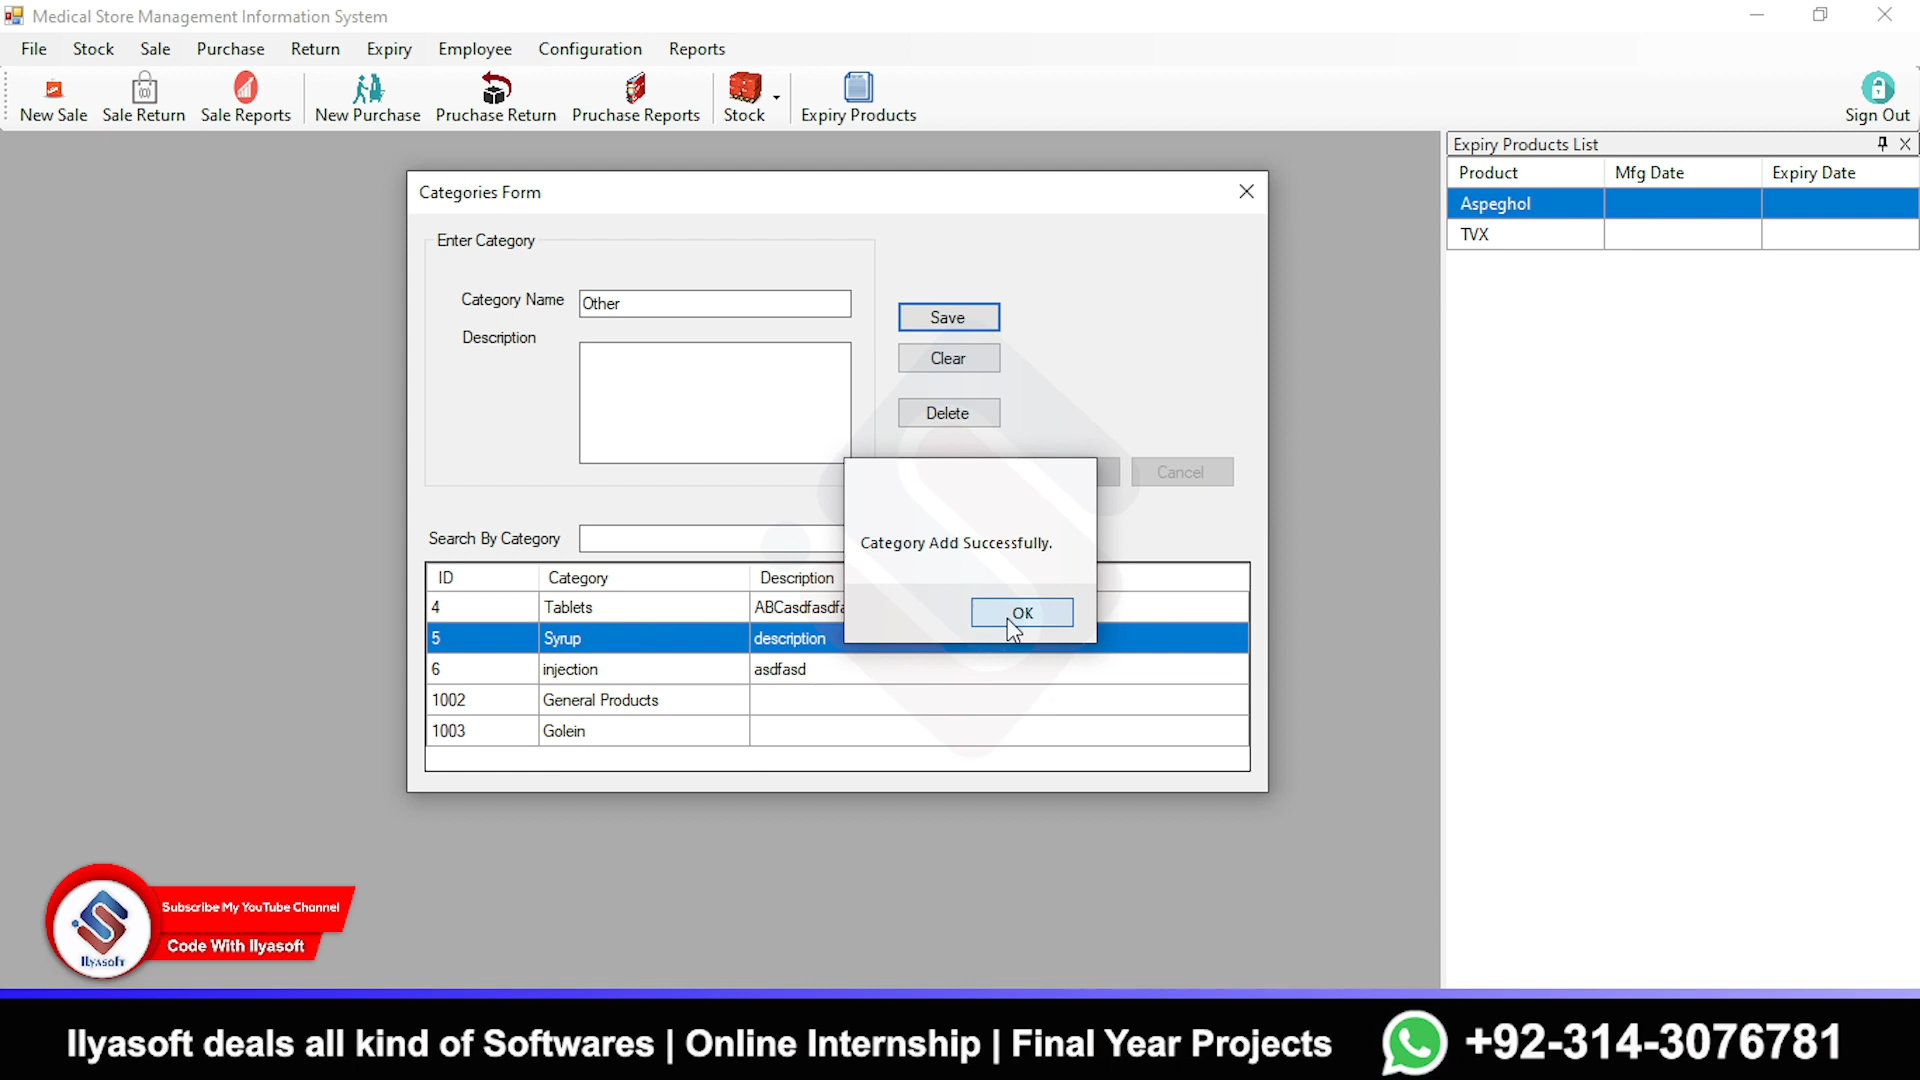 Medical Store Management Information System
File Stock Sale Purchase Return Expiry Employee Configuration Reports
New Sale Sale Return Sale Reports New Purchase Pruchase Return Pruchase Reports Stock Expiry Products Sign Out
Expiry Products List
Product Mfg Date Expiry Date
Aspeghol
TVX
Categories Form
Enter Category
Category Name Other
Description
Save
Clear
Delete
Cancel
Search By Category
Category Add Successfully.
OK
ID Category Description
4 Tablets ABCasdfasdfa
5 Syrup description
6 injection asdfasd
1002 General Products
1003 Golein
Subscribe My YouTube Channel
Code With Ilyasoft
Ilyasoft
Ilyasoft deals all kind of Softwares | Online Internship | Final Year Projects +92-314-3076781